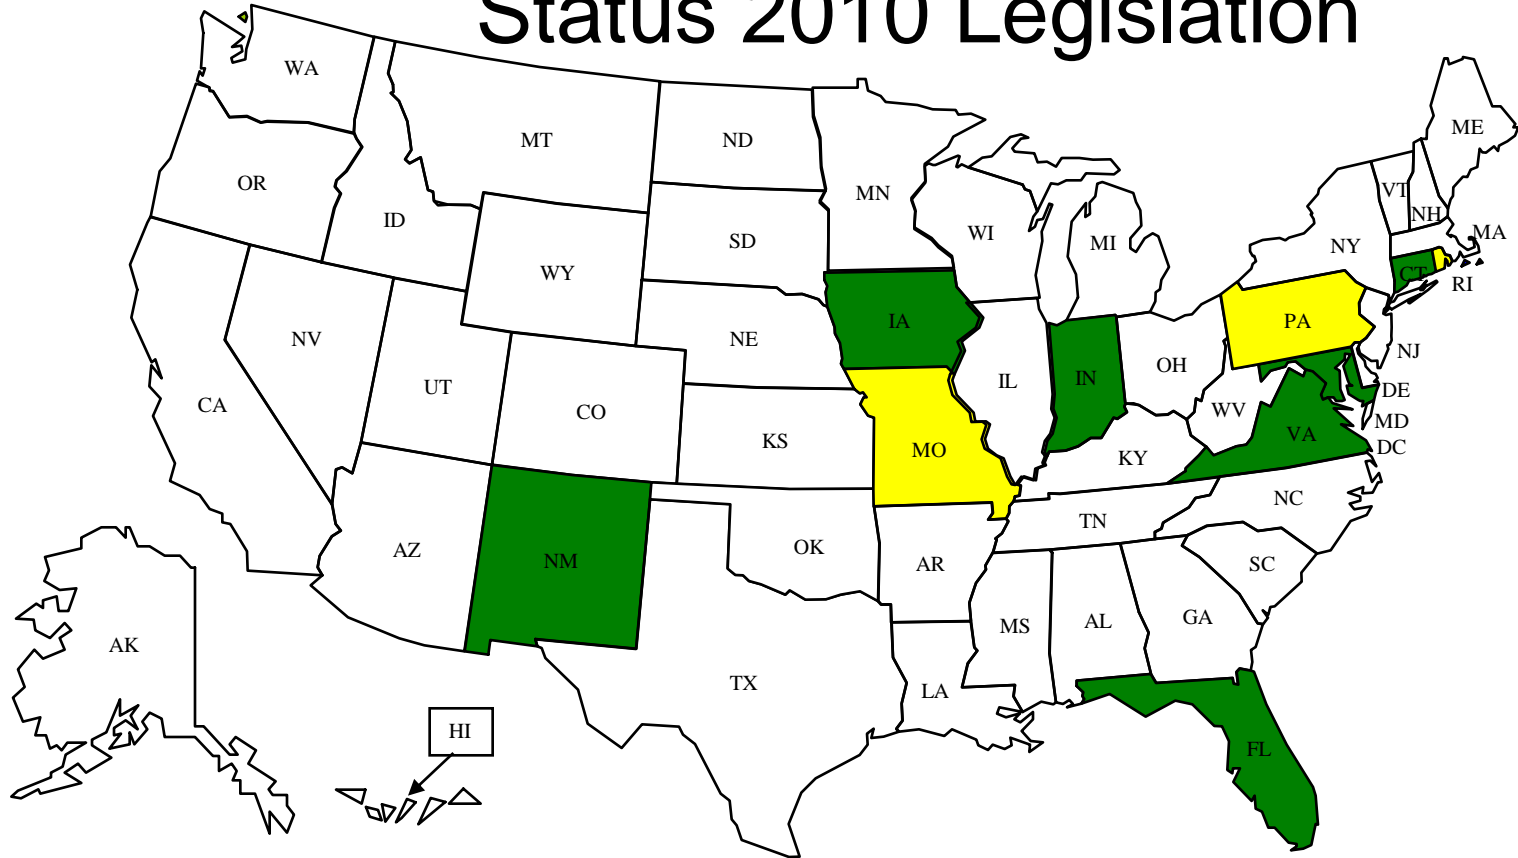 Status 2010 Legislation
WA
ME
MT
ND
OR
VT
MN
ID
NH
MA
WI
SD
MI
NY
WY
CT
RI
IA
PA
NV
NE
NJ
OH
IL
IN
UT
DE
CA
CO
WV
MD
VA
KS
DC
MO
KY
NC
TN
AZ
OK
NM
AR
SC
GA
AL
MS
AK
TX
LA
HI
FL